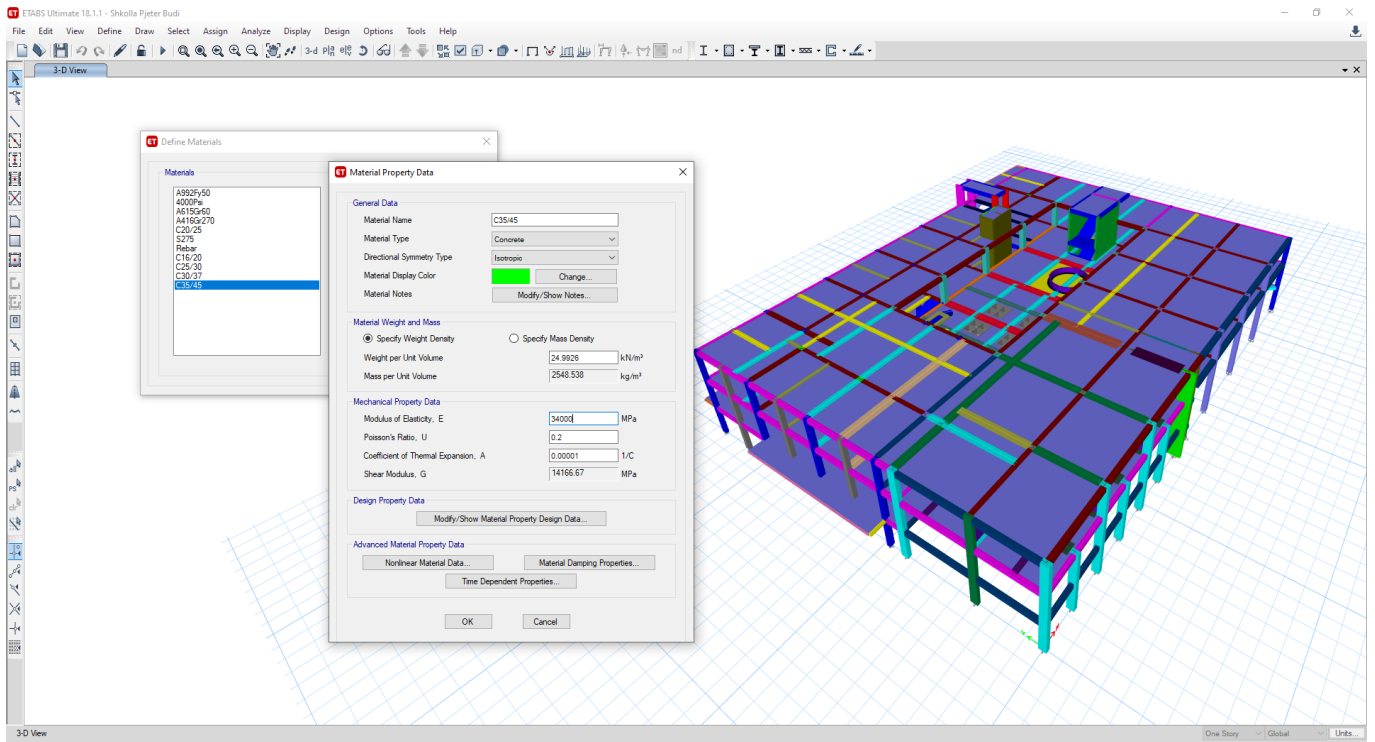 ET ETABS Ultimate 18.1.1 - Shkolla Pjeter Budi
File Edit View Define Draw Select Assign Analyze Display Design Options Tools Help
3-d nd
3-D View
ET Define Materials
Materials
A992Fy50
4000Psi
A615Gr60
A416Gr270
C20/25
S275
Rebar
C16/20
C25/30
C30/37
C35/45
ET Material Property Data
General Data
Material Name C35/45
Material Type Concrete
Directional Symmetry Type Isotropic
Material Display Color Change...
Material Notes Modify/Show Notes...
Material Weight and Mass
Specify Weight Density Specify Mass Density
Weight per Unit Volume 24.9926 kN/m³
Mass per Unit Volume 2548.538 kg/m³
Mechanical Property Data
Modulus of Elasticity, E 34000 MPa
Poisson's Ratio, U 0.2
Coefficient of Thermal Expansion, A 0.00001 1/C
Shear Modulus, G 14166.67 MPa
Design Property Data
Modify/Show Material Property Design Data...
Advanced Material Property Data
Nonlinear Material Data... Material Damping Properties...
Time Dependent Properties...
OK Cancel
3-D View One Story Global Units...